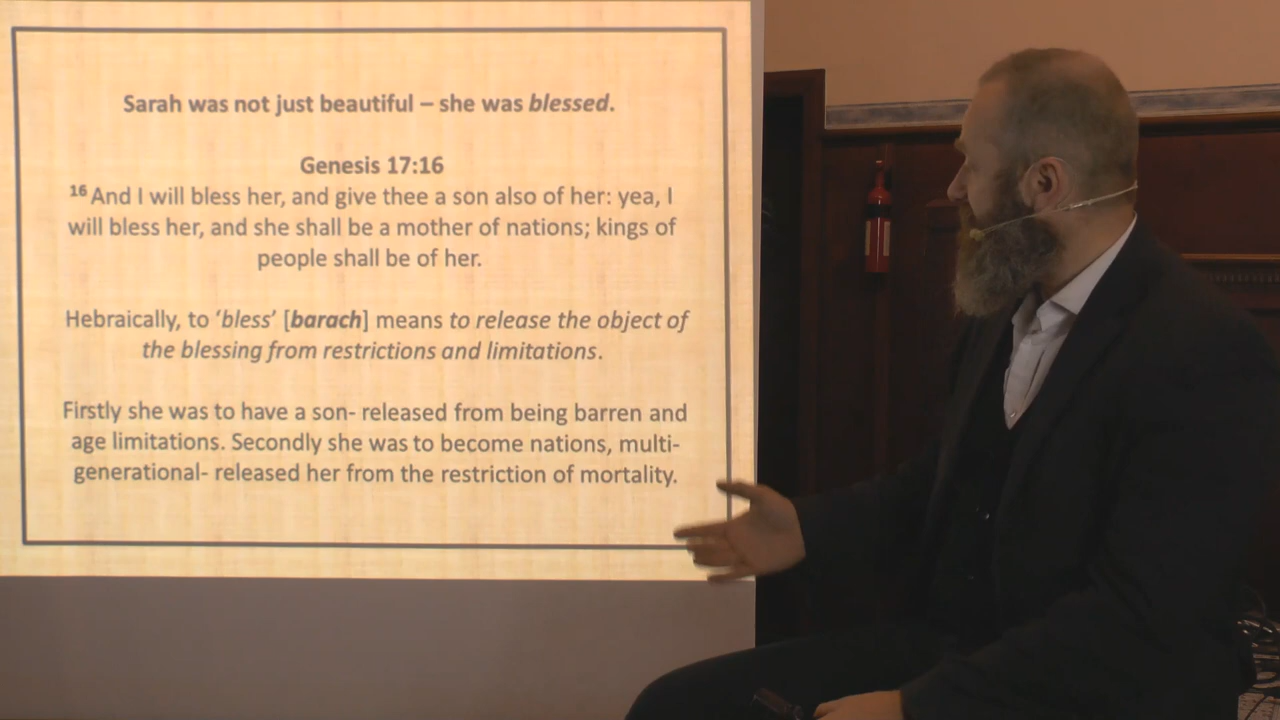 Sarah was not just beautiful – she was blessed.
Genesis 17:16
16 And I will bless her, and give thee a son also of her: yea, I
will bless her, and she shall be a mother of nations; kings of
people shall be of her.
Hebraically, to ‘bless’ [barach] means to release the object of
the blessing from restrictions and limitations.
Firstly she was to have a son- released from being barren and
age limitations. Secondly she was to become nations, multi-
generational- released her from the restriction of mortality.